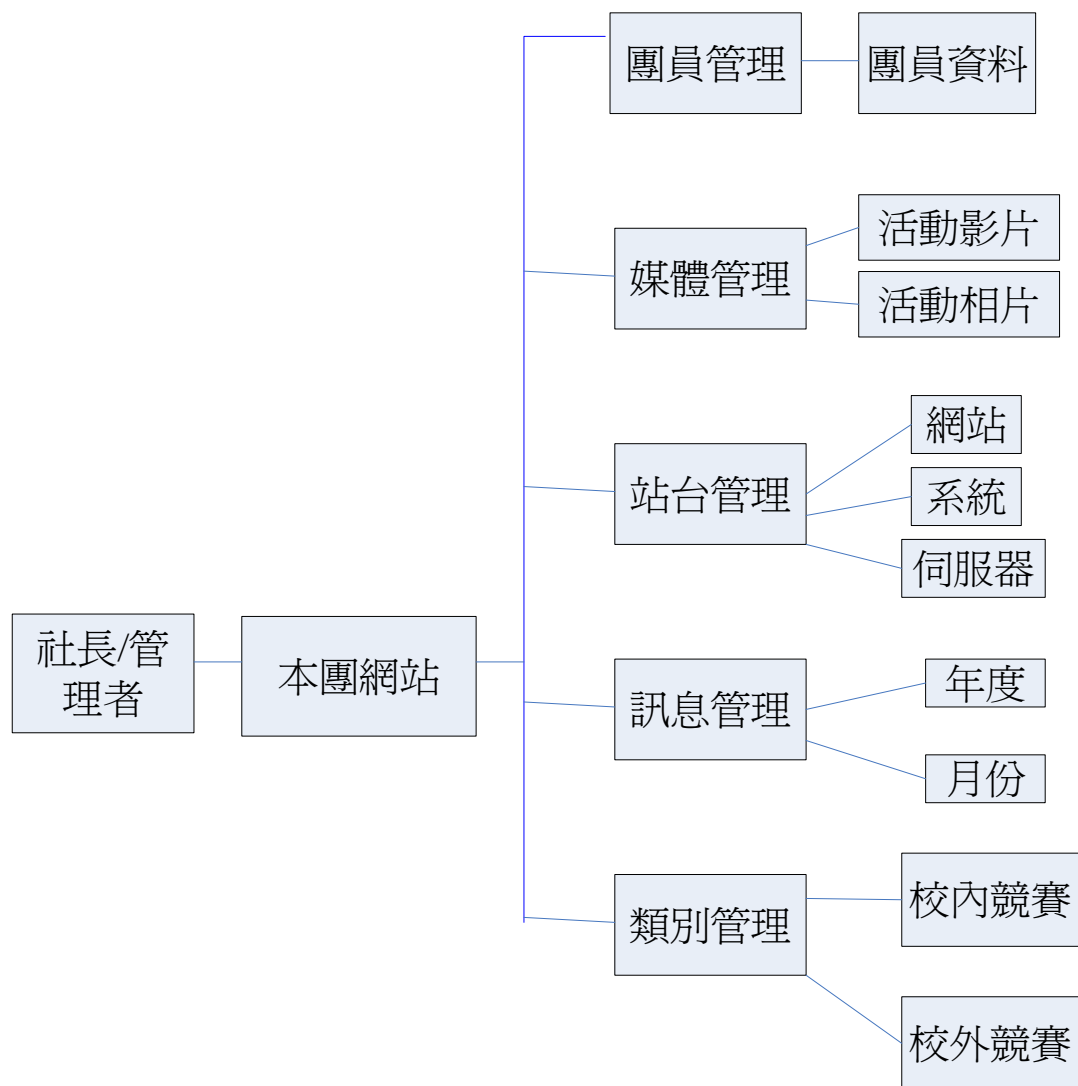 團員管理
團員資料
媒體管理
活動影片
活動相片
站台管理
網站
系統
伺服器
社長/管
理者
本團網站
訊息管理
年度
月份
類別管理
校內競賽
校外競賽